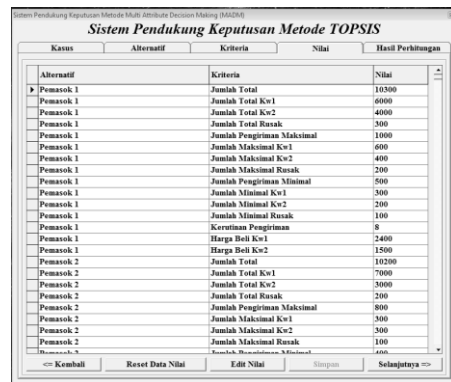 Sistem Pendukung Keputusan Metode Multi Attribute Decision Making (MADM)
Sistem Pendukung Keputusan Metode TOPSIS
Kasus Alternatif Kriteria Nilai Hasil Perhitungan
Alternatif Kriteria Nilai
Pemasok 1 Jumlah Total 10300
Pemasok 1 Jumlah Total Kw1 6000
Pemasok 1 Jumlah Total Kw2 4000
Pemasok 1 Jumlah Total Rusak 300
Pemasok 1 Jumlah Pengiriman Maksimal 1000
Pemasok 1 Jumlah Maksimal Kw1 600
Pemasok 1 Jumlah Maksimal Kw2 400
Pemasok 1 Jumlah Maksimal Rusak 200
Pemasok 1 Jumlah Pengiriman Minimal 500
Pemasok 1 Jumlah Minimal Kw1 300
Pemasok 1 Jumlah Minimal Kw2 200
Pemasok 1 Jumlah Minimal Rusak 100
Pemasok 1 Kerutinan Pengiriman 8
Pemasok 1 Harga Beli Kw1 2400
Pemasok 1 Harga Beli Kw2 1500
Pemasok 2 Jumlah Total 10200
Pemasok 2 Jumlah Total Kw1 7000
Pemasok 2 Jumlah Total Kw2 3000
Pemasok 2 Jumlah Total Rusak 200
Pemasok 2 Jumlah Pengiriman Maksimal 800
Pemasok 2 Jumlah Maksimal Kw1 300
Pemasok 2 Jumlah Maksimal Kw2 300
Pemasok 2 Jumlah Maksimal Rusak 100
Pemasok 2 Jumlah Pengiriman Minimal 400
<= Kembali Reset Data Nilai Edit Nilai Simpan Selanjutnya =>